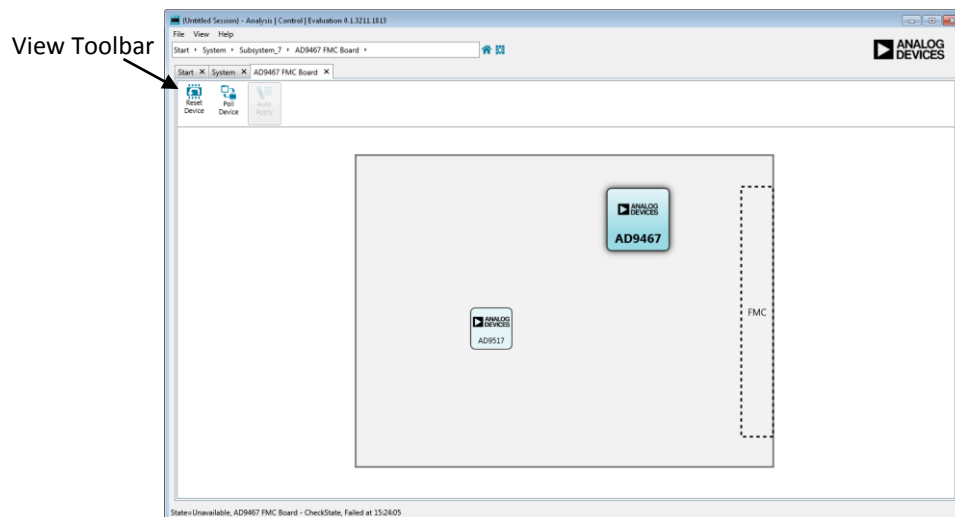 View Toolbar
(Untitled Session) - Analysis | Control | Evaluation 0.1.3211.1813
File View Help
Start System Subsystem_7 AD9467 FMC Board
ANALOG
DEVICES
Start System AD9467 FMC Board
Reset
Device
Poll
Device
Auto
Apply
ANALOG
DEVICES
AD9467
FMC
ANALOG
DEVICES
AD9517
State=Unavailable, AD9467 FMC Board - CheckState, Failed at 15:24:05